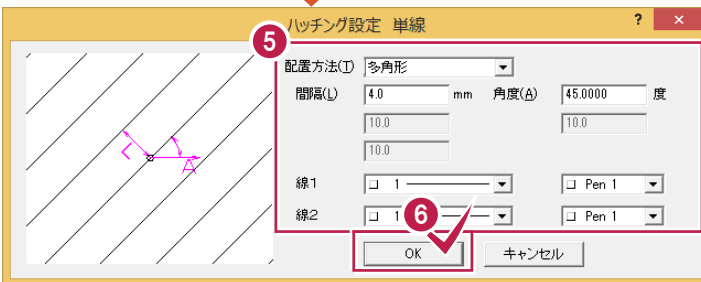 ハッチング設定 単線 ? ×
5
配置方法(T) 多角形
間隔(L) 4.0 mm 角度(A) 45.0000 度
10.0 10.0
10.0
L A
線1 1 Pen 1
線2 1 Pen 1
6
OK キャンセル